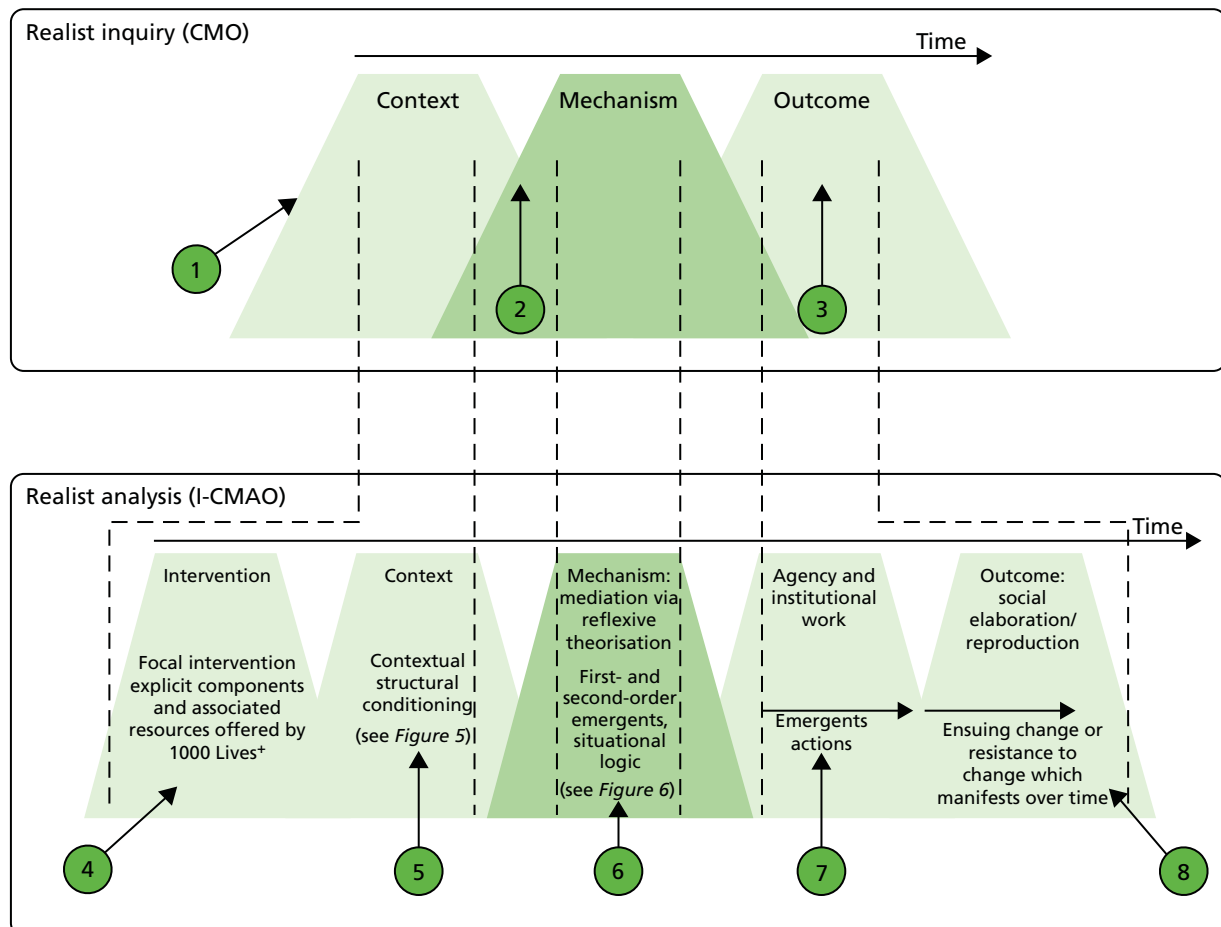 Realist inquiry (CMO)
Time
Context
Mechanism
Outcome
1
2
3
Realist analysis (I-CMAO)
Time
Intervention
Focal intervention
explicit components
and associated
resources offered by
1000 Lives+
Context
Contextual
structural
conditioning
(see Figure 5)
Mechanism:
mediation via
reflexive
theorisation
First- and
second-order
emergents,
situational
logic
(see Figure 6)
Agency and
institutional
work
Emergents
actions
Outcome:
social
elaboration/
reproduction
Ensuing change or
resistance to
change which
manifests over time
4
5
6
7
8